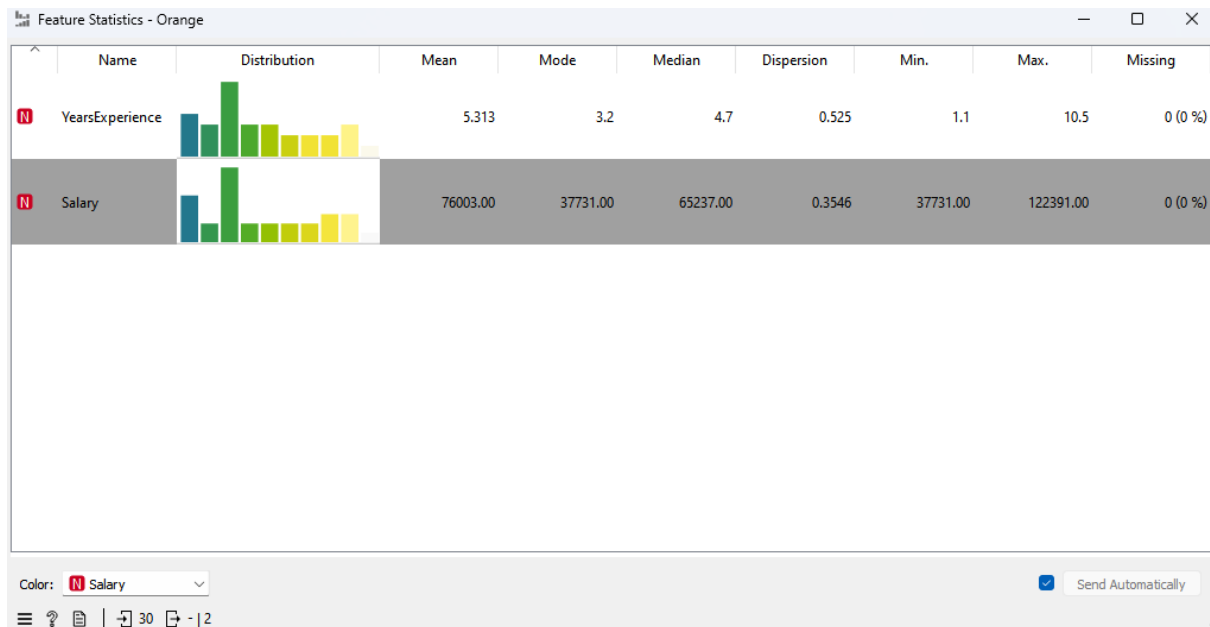 Feature Statistics - Orange
Name Distribution Mean Mode Median Dispersion Min. Max. Missing
N YearsExperience 5.313 3.2 4.7 0.525 1.1 10.5 0 (0 %)
N Salary 76003.00 37731.00 65237.00 0.3546 37731.00 122391.00 0 (0 %)
Color: N Salary Send Automatically
? 30 - | 2